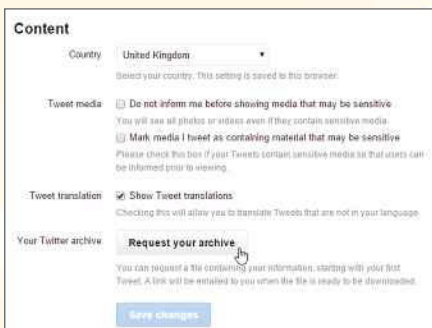 Content
Country United Kingdom
Select your country. This setting is saved to this browser.
Tweet media Do not inform me before showing media that may be sensitive
You will see all photos or videos even if they contain sensitive media.
Mark media I tweet as containing material that may be sensitive
Please check this box if your Tweets contain sensitive media so that users can
be informed prior to viewing.
Tweet translation Show Tweet translations
Checking this will allow you to translate Tweets that are not in your language.
Your Twitter archive Request your archive
You can request a file containing your information, starting with your first
Tweet. A link will be emailed to you when the file is ready to be downloaded.
Save changes